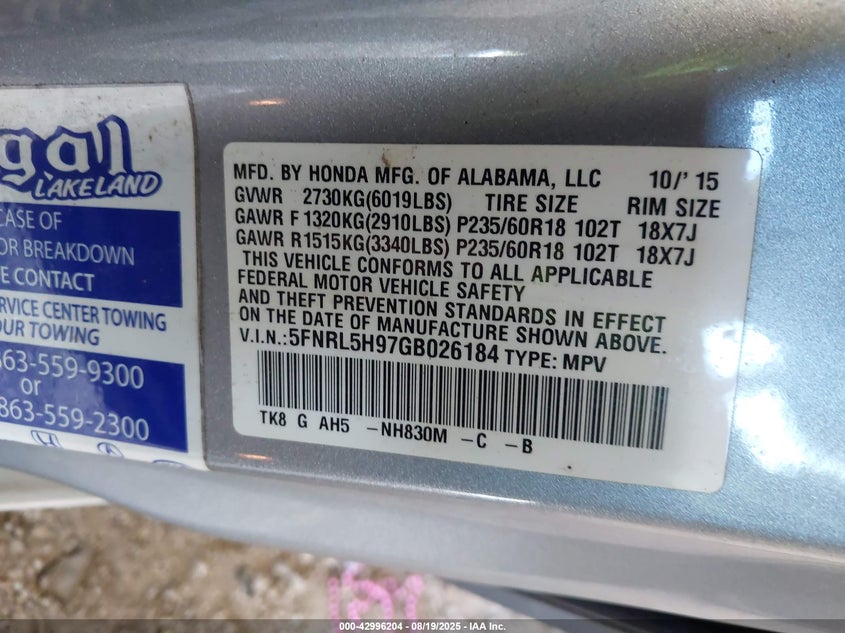 gal
LAKELAND
CASE OF
OR BREAKDOWN
E CONTACT
SERVICE CENTER TOWING
OUR TOWING
863-559-9300
or
863-559-2300
MFD. BY HONDA MFG. OF ALABAMA, LLC 10/' 15
GVWR 2730KG(6019LBS) TIRE SIZE RIM SIZE
GAWR F 1320KG(2910LBS) P235/60R18 102T 18X7J
GAWR R1515KG(3340LBS) P235/60R18 102T 18X7J
THIS VEHICLE CONFORMS TO ALL APPLICABLE
FEDERAL MOTOR VEHICLE SAFETY
AND THEFT PREVENTION STANDARDS IN EFFECT
ON THE DATE OF MANUFACTURE SHOWN ABOVE.
V.I.N.: 5FNRL5H97GB026184 TYPE: MPV
TK8 G AH5 -NH830M -C -B
000-42996204 - 08/19/2025 - IAA Inc.